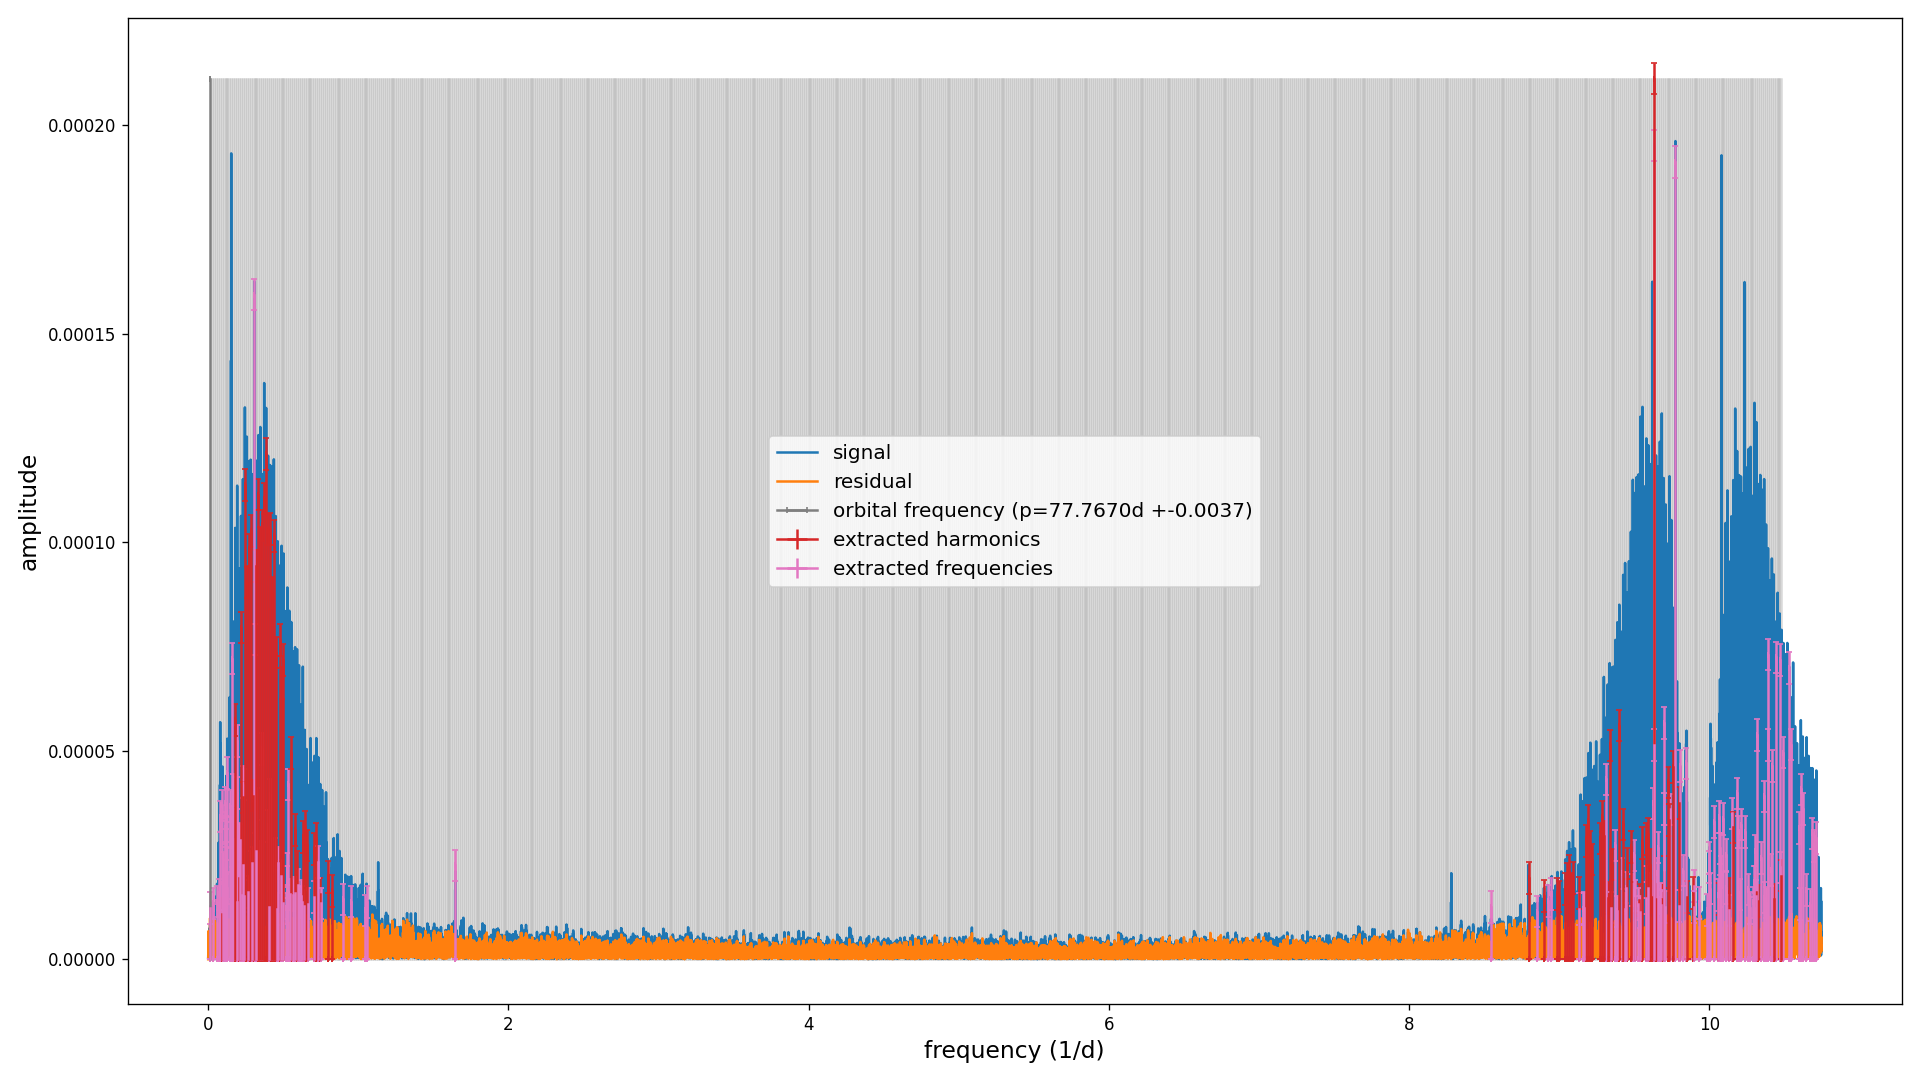 0.00020
0.00015
0.00010
0.00005
0.00000
amplitude
signal
residual
orbital frequency (p=77.7670d +-0.0037)
extracted harmonics
extracted frequencies
0 2 4 6 8 10
frequency (1/d)